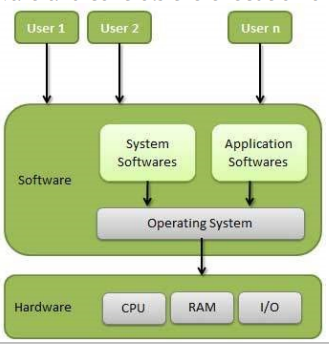 User 1
User 2
User n
System
Softwares
Application
Softwares
Software
Operating System
Hardware
CPU
RAM
I/O